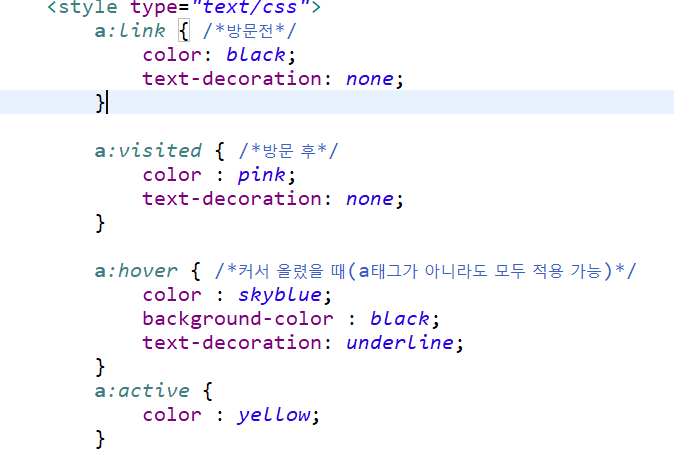 <style type="text/css">
a:link { /*방문전*/
color: black;
text-decoration: none;
}
a:visited { /*방문 후*/
color : pink;
text-decoration: none;
}
a:hover { /*커서 올렸을 때(a태그가 아니라도 모두 적용 가능)*/
color : skyblue;
background-color : black;
text-decoration: underline;
}
a:active {
color : yellow;
}